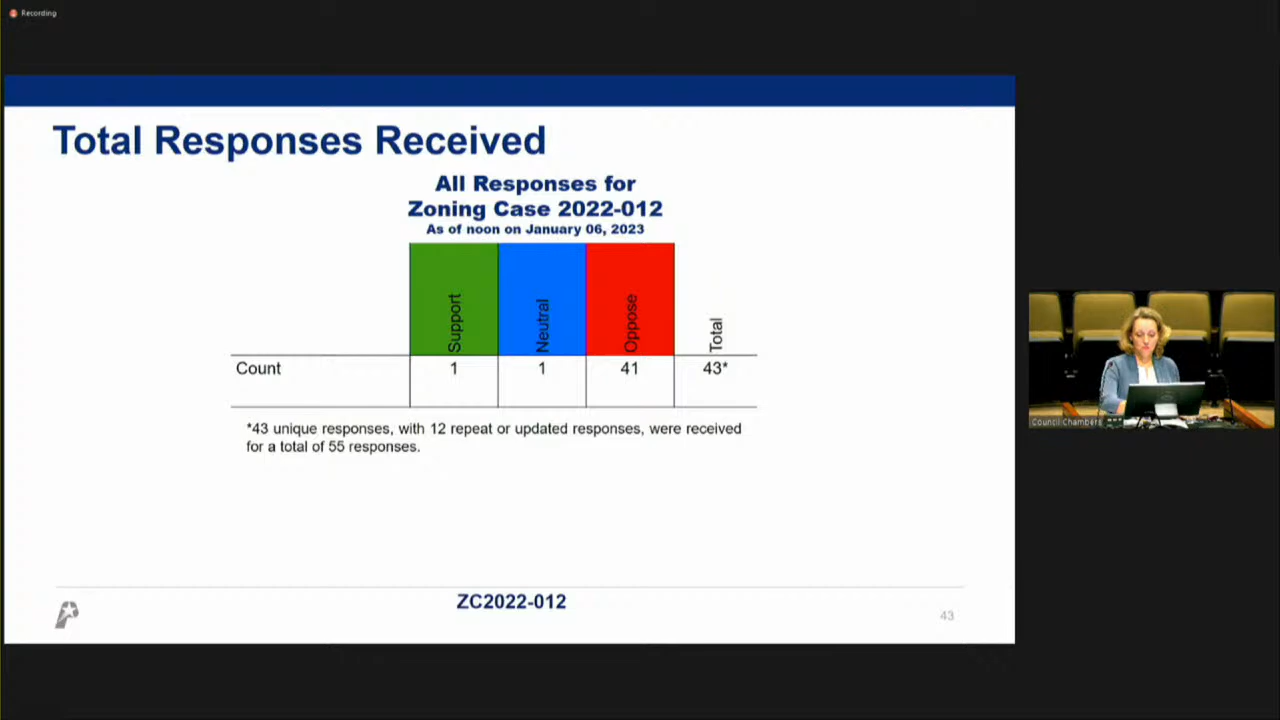 Recording
Total Responses Received
All Responses for
Zoning Case 2022-012
As of noon on January 06, 2023
Support
Neutral
Oppose
Total
Count 1 1 41 43*
*43 unique responses, with 12 repeat or updated responses, were received
for a total of 55 responses.
ZC2022-012
43
Council Chambers